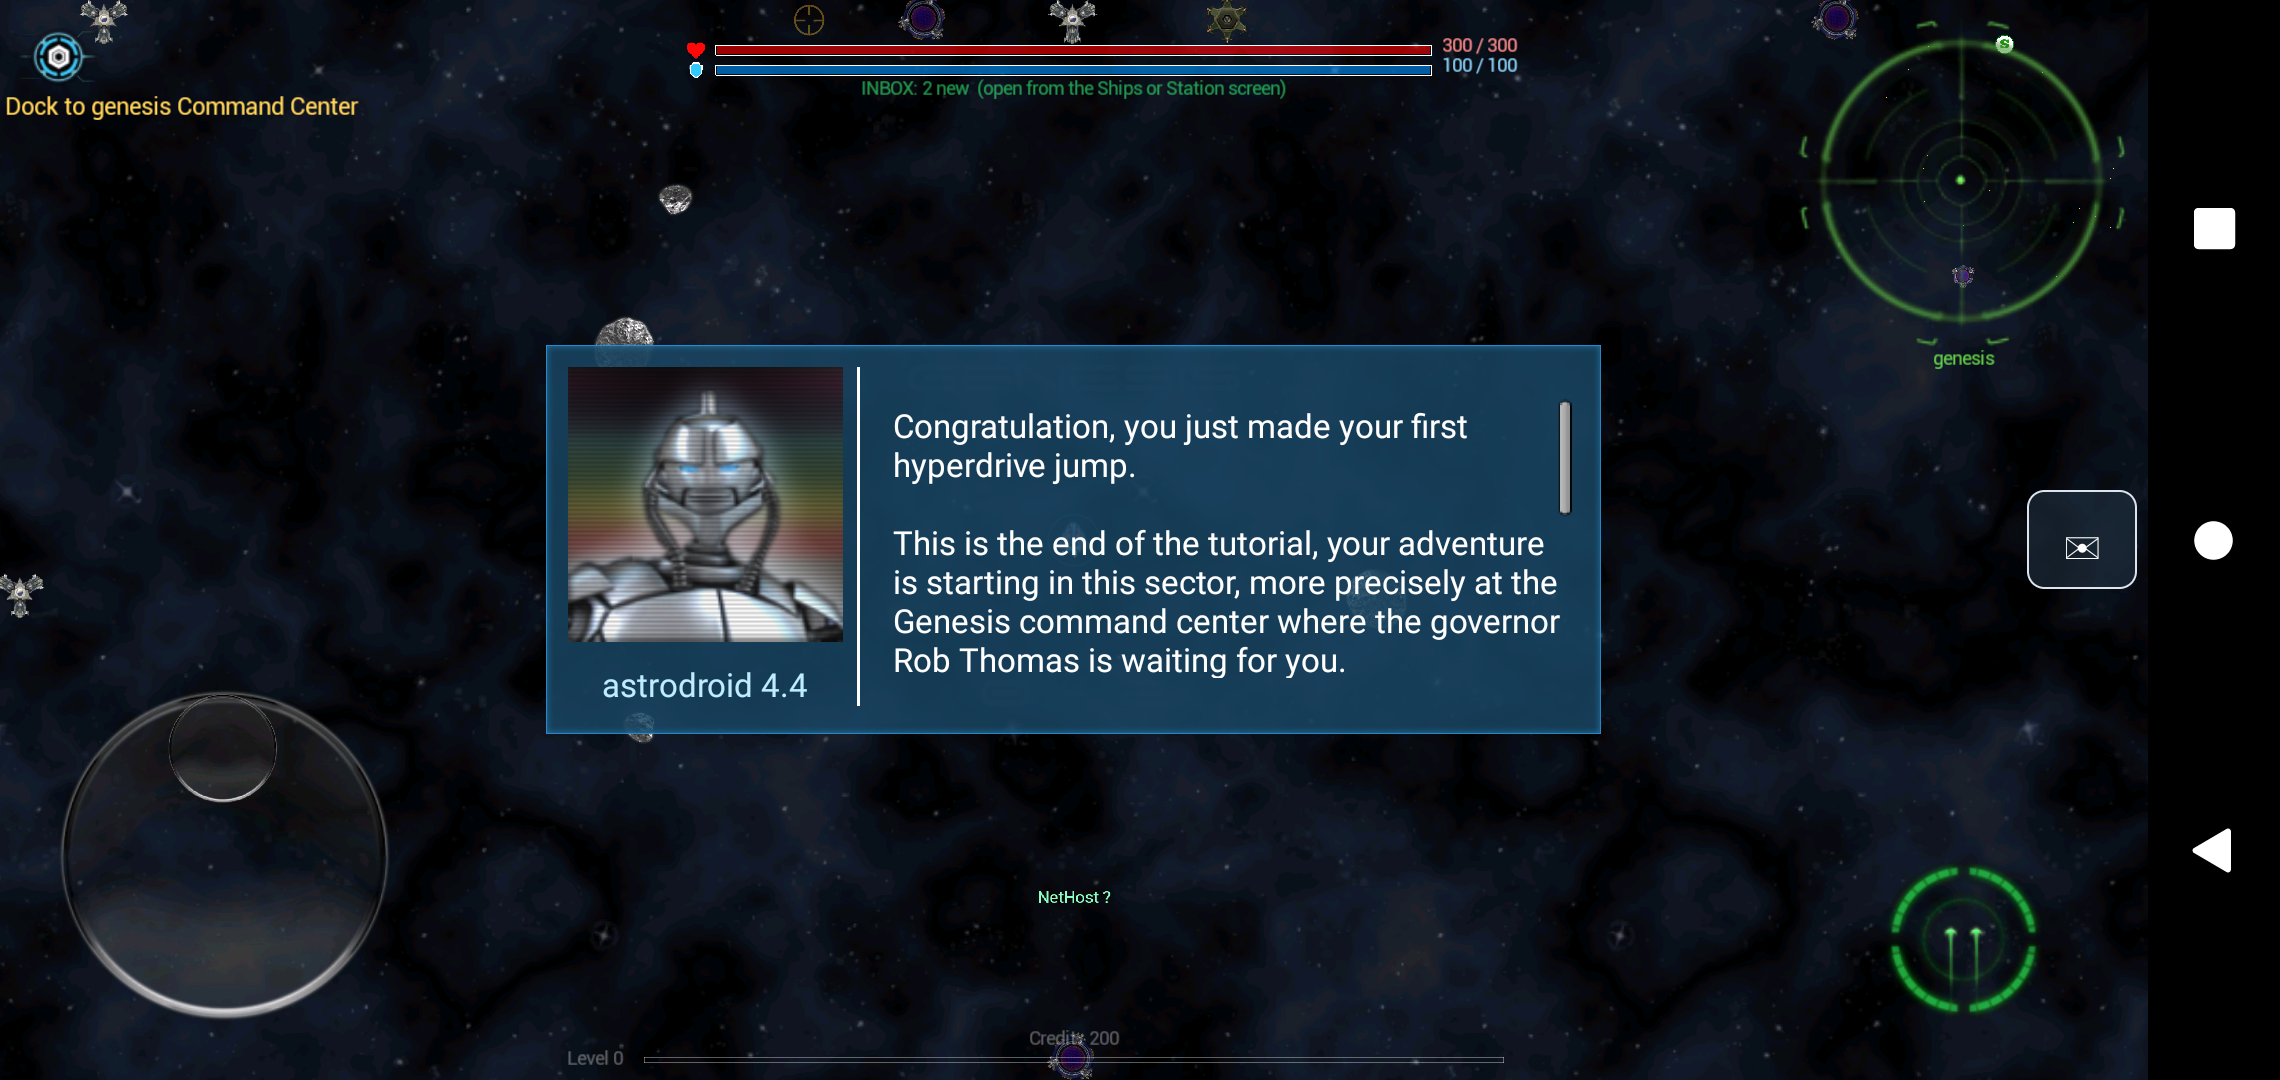 300 / 300
100 / 100
INBOX: 2 new (open from the Ships or Station screen)
Dock to genesis Command Center
S
genesis
Congratulation, you just made your first
hyperdrive jump.
This is the end of the tutorial, your adventure
is starting in this sector, more precisely at the
Genesis command center where the governor
Rob Thomas is waiting for you.
astrodroid 4.4
NetHost ?
Credits 200
Level 0